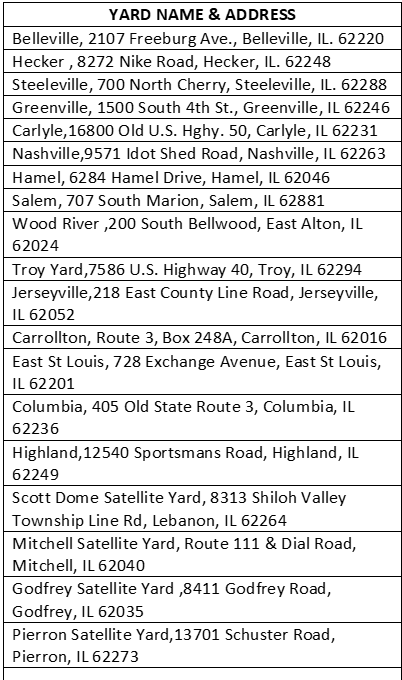 YARD NAME & ADDRESS
Belleville, 2107 Freeburg Ave., Belleville, IL. 62220
Hecker , 8272 Nike Road, Hecker, IL. 62248
Steeleville, 700 North Cherry, Steeleville, IL. 62288
Greenville, 1500 South 4th St., Greenville, IL 62246
Carlyle,16800 Old U.S. Hghy. 50, Carlyle, IL 62231
Nashville,9571 Idot Shed Road, Nashville, IL 62263
Hamel, 6284 Hamel Drive, Hamel, IL 62046
Salem, 707 South Marion, Salem, IL 62881
Wood River ,200 South Bellwood, East Alton, IL
62024
Troy Yard,7586 U.S. Highway 40, Troy, IL 62294
Jerseyville,218 East County Line Road, Jerseyville,
IL 62052
Carrollton, Route 3, Box 248A, Carrollton, IL 62016
East St Louis, 728 Exchange Avenue, East St Louis,
IL 62201
Columbia, 405 Old State Route 3, Columbia, IL
62236
Highland,12540 Sportsmans Road, Highland, IL
62249
Scott Dome Satellite Yard, 8313 Shiloh Valley
Township Line Rd, Lebanon, IL 62264
Mitchell Satellite Yard, Route 111 & Dial Road,
Mitchell, IL 62040
Godfrey Satellite Yard ,8411 Godfrey Road,
Godfrey, IL 62035
Pierron Satellite Yard,13701 Schuster Road,
Pierron, IL 62273